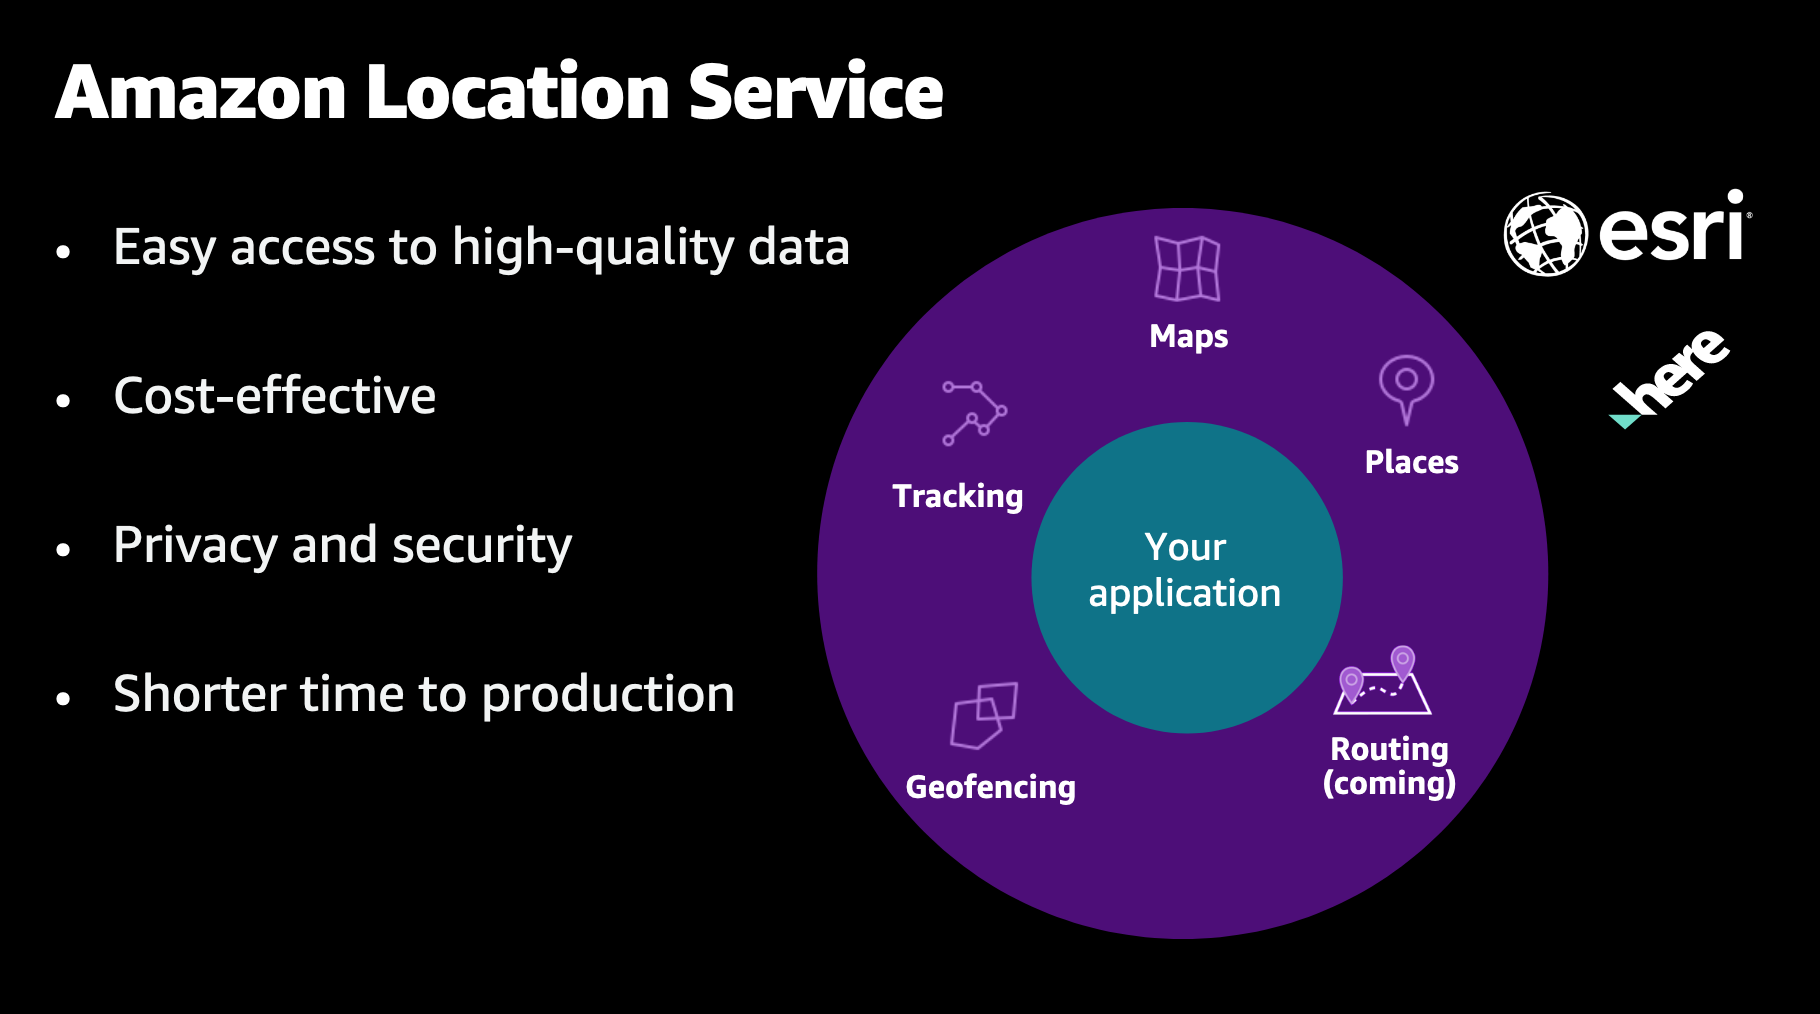 Amazon Location Service
• Easy access to high-quality data
• Cost-effective
• Privacy and security
• Shorter time to production
Maps
Places
Tracking
Your
application
Routing
(coming)
Geofencing
esri®
here